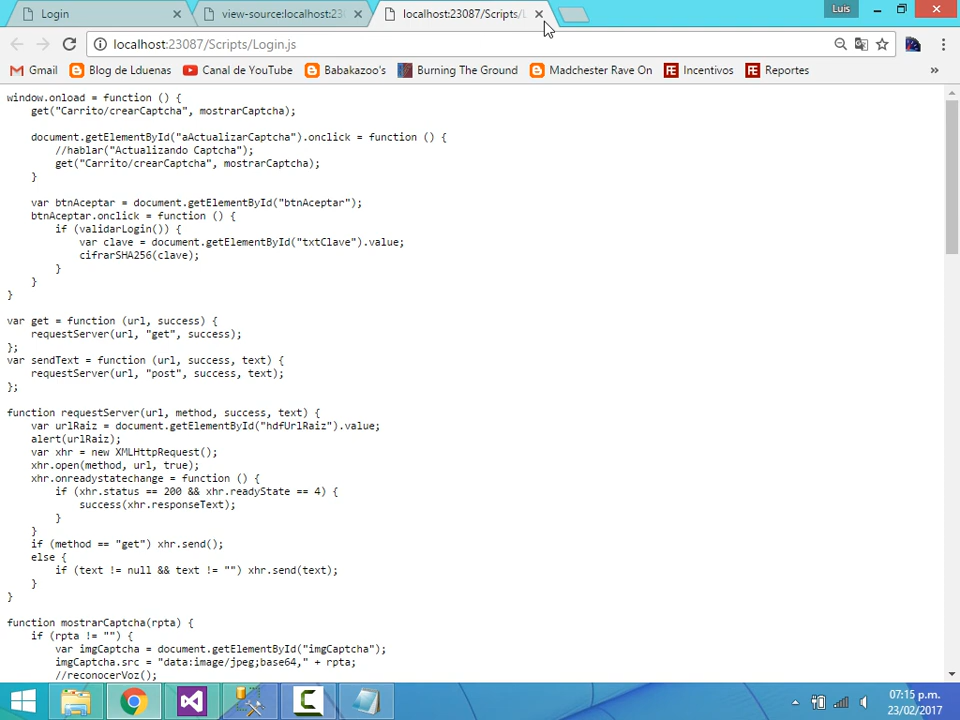 Login
view-source:localhost:23
localhost:23087/Scripts/L
Luis
localhost:23087/Scripts/Login.js
Gmail
Blog de Lduenas
Canal de YouTube
Babakazoo's
Burning The Ground
Madchester Rave On
Incentivos
Reportes
»
window.onload = function () {
    get("Carrito/crearCaptcha", mostrarCaptcha);
    document.getElementById("aActualizarCaptcha").onclick = function () {
        //hablar("Actualizando Captcha");
        get("Carrito/crearCaptcha", mostrarCaptcha);
    }
    var btnAceptar = document.getElementById("btnAceptar");
    btnAceptar.onclick = function () {
        if (validarLogin()) {
            var clave = document.getElementById("txtClave").value;
            cifrarSHA256(clave);
        }
    }
}
var get = function (url, success) {
    requestServer(url, "get", success);
};
var sendText = function (url, success, text) {
    requestServer(url, "post", success, text);
};
function requestServer(url, method, success, text) {
    var urlRaiz = document.getElementById("hdfUrlRaiz").value;
    alert(urlRaiz);
    var xhr = new XMLHttpRequest();
    xhr.open(method, url, true);
    xhr.onreadystatechange = function () {
        if (xhr.status == 200 && xhr.readyState == 4) {
            success(xhr.responseText);
        }
    }
    if (method == "get") xhr.send();
    else {
        if (text != null && text != "") xhr.send(text);
    }
}
function mostrarCaptcha(rpta) {
    if (rpta != "") {
        var imgCaptcha = document.getElementById("imgCaptcha");
        imgCaptcha.src = "data:image/jpeg;base64," + rpta;
        //reconocerVoz();
07:15 p.m.
23/02/2017